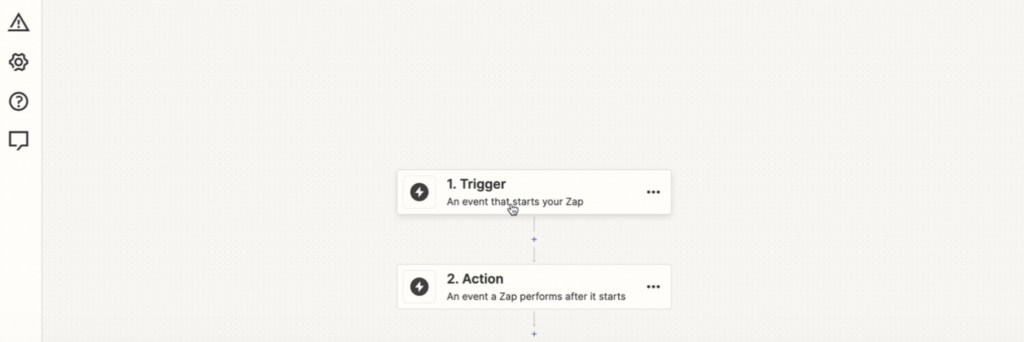 1. Trigger
An event that starts your Zap
+
2. Action
An event a Zap performs after it starts
+